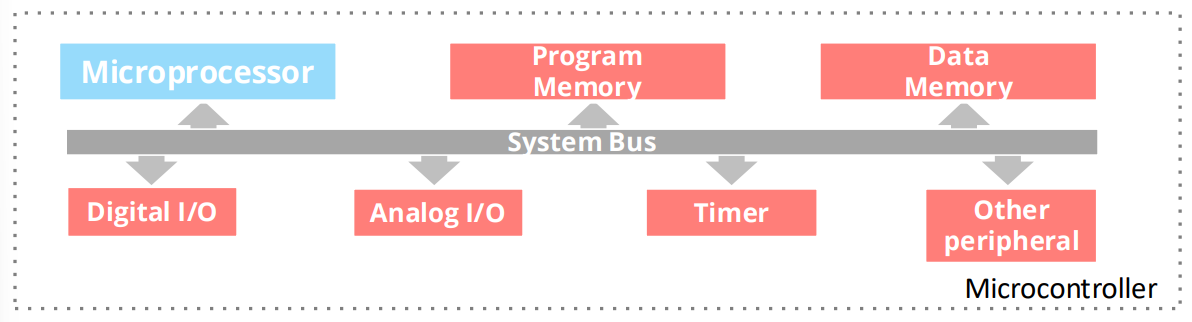 Microprocessor
Program
Memory
Data
Memory
System Bus
Digital I/O
Analog I/O
Timer
Other
peripheral
Microcontroller